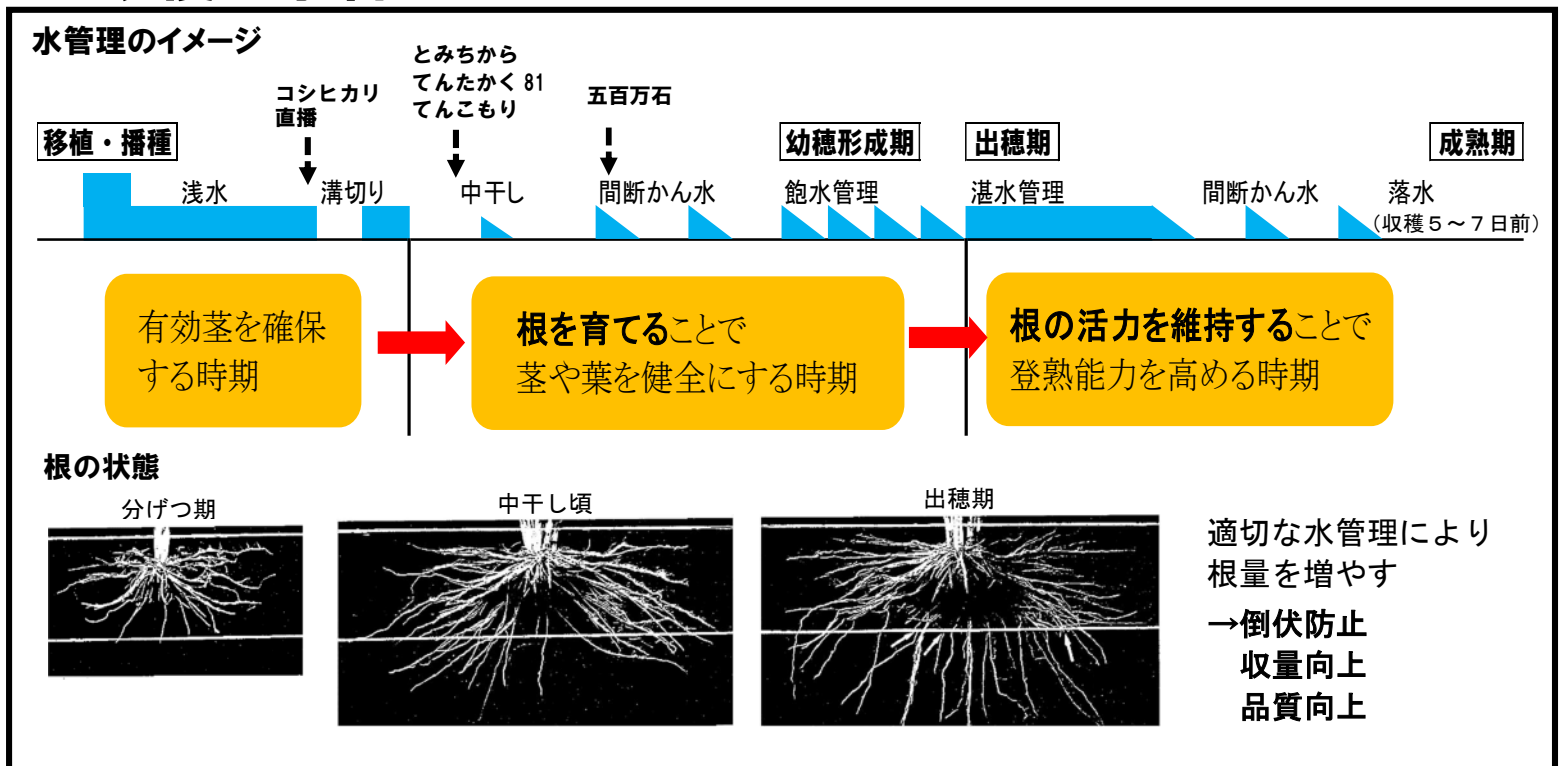 水管理のイメージ
コシヒカリ
直播
とみちから
てんたかく81
てんこもり
五百万石
移植・播種
幼穂形成期
出穂期
成熟期
浅水
溝切り
中干し
間断かん水
飽水管理
湛水管理
間断かん水
落水
(収穫5～7日前)
有効茎を確保
する時期
根を育てることで
茎や葉を健全にする時期
根の活力を維持することで
登熟能力を高める時期
根の状態
分げつ期
中干し頃
出穂期
適切な水管理により
根量を増やす
→倒伏防止
収量向上
品質向上